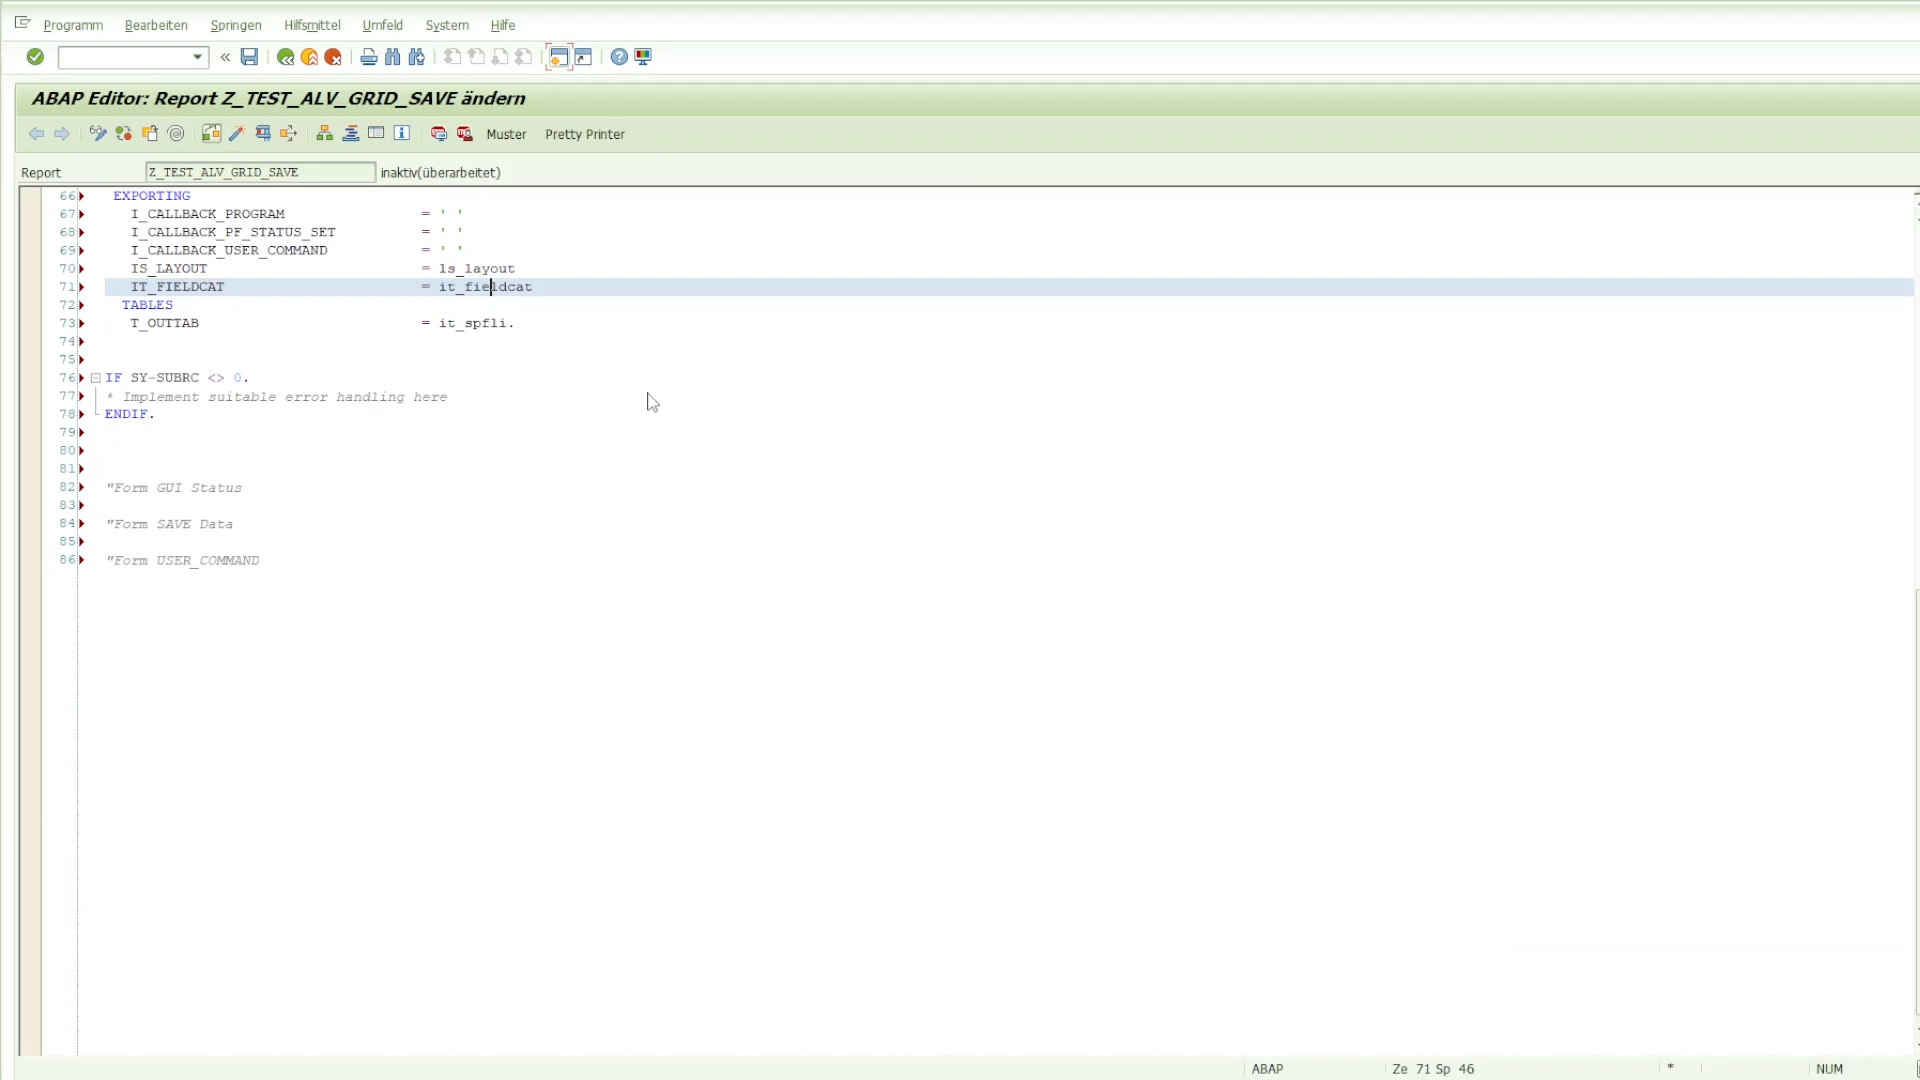 Programm Bearbeiten Springen Hilfsmittel Umfeld System Hilfe
ABAP Editor: Report Z_TEST_ALV_GRID_SAVE ändern
Muster Pretty Printer
Report Z_TEST_ALV_GRID_SAVE inaktiv(überarbeitet)
66 EXPORTING
67 I_CALLBACK_PROGRAM = ' '
68 I_CALLBACK_PF_STATUS_SET = ' '
69 I_CALLBACK_USER_COMMAND = ' '
70 IS_LAYOUT = ls_layout
71 IT_FIELDCAT = it_fieldcat
72 TABLES
73 T_OUTTAB = it_spfli.
74
75
76 IF SY-SUBRC <> 0.
77 * Implement suitable error handling here
78 ENDIF.
79
80
81
82 "Form GUI Status
83
84 "Form SAVE Data
85
86 "Form USER_COMMAND
ABAP Ze 71 Sp 46 * NUM